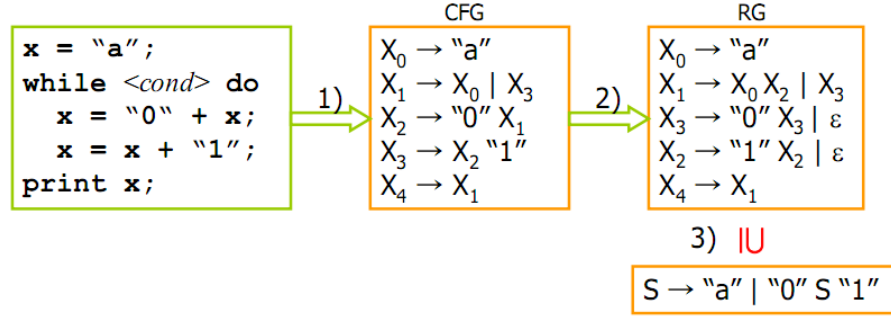 CFG
RG
x = “a”;
while <cond> do
x = “0“ + x;
x = x + “1”;
print x;
1)
X₀ → “a”
X₁ → X₀ | X₃
X₂ → “0” X₁
X₃ → X₂ “1”
X₄ → X₁
2)
X₀ → “a”
X₁ → X₀ X₂ | X₃
X₃ → “0” X₃ | ε
X₂ → “1” X₂ | ε
X₄ → X₁
3) |⋃
S → “a” | “0” S “1”